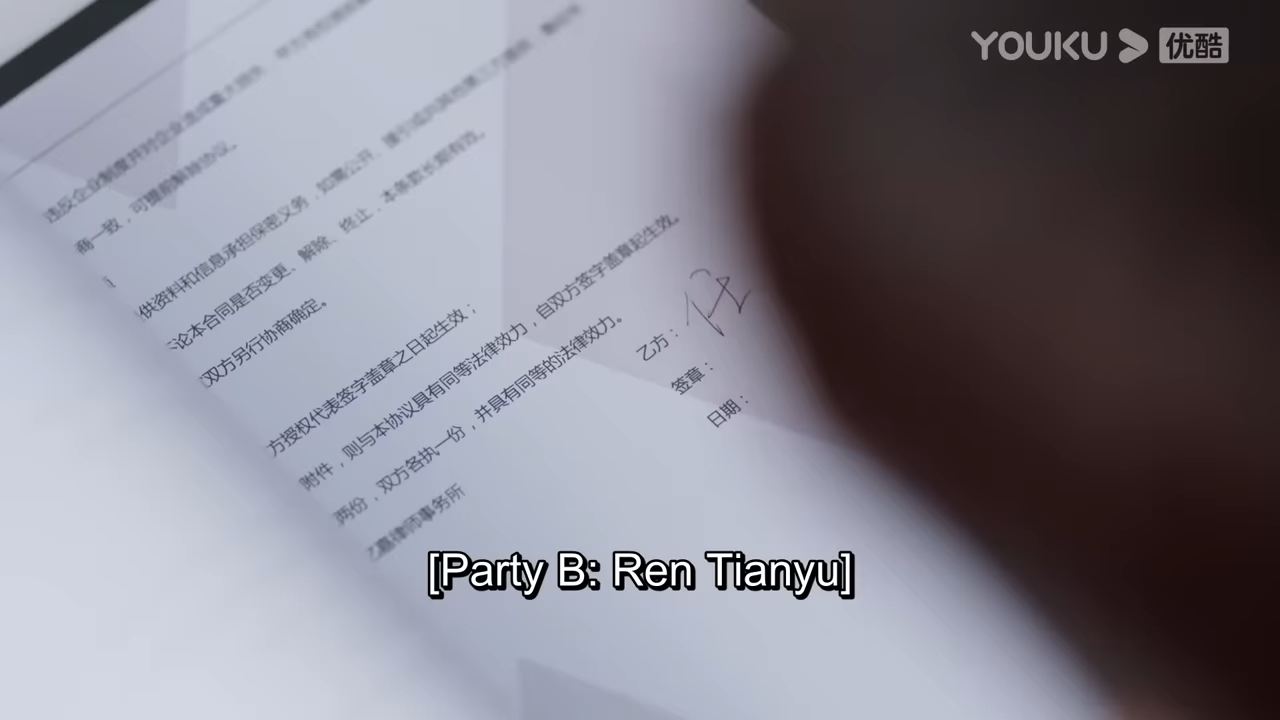 YOUKU 优酷
违反企业制度并对企业造成重大损失
商一致，可提前解除协议。
供资料和信息承担保密义务，如需公开、
论本合同是否变更、解除、终止，本条款长期有效。
双方另行协商确定。
方授权代表签字盖章之日起生效；
附件，则与本协议具有同等法律效力，自双方签字盖章起生效。
两份，双方各执一份，并具有同等的法律效力。
律师事务所
乙方：任
签章：
日期：
[Party B: Ren Tianyu]